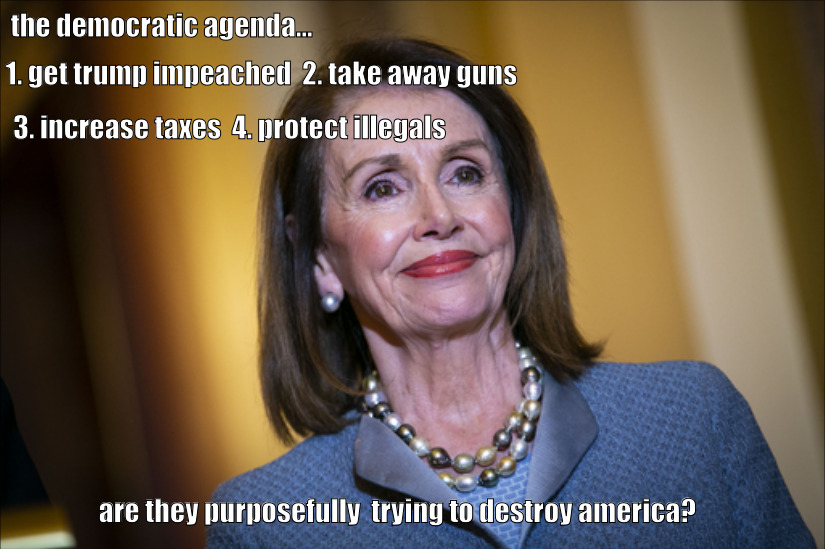 the democratic agenda...
1. get trump impeached 2. take away guns
3. increase taxes 4. protect illegals
are they purposefully trying to destroy america?